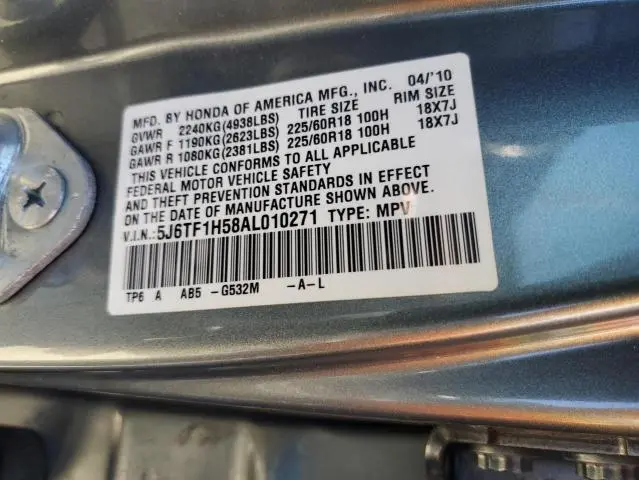 MFD. BY HONDA OF AMERICA MFG., INC. 04/'10
GVWR 2240KG(4938LBS) TIRE SIZE RIM SIZE
GAWR F 1190KG(2623LBS) 225/60R18 100H 18X7J
GAWR R 1080KG(2381LBS) 225/60R18 100H 18X7J
THIS VEHICLE CONFORMS TO ALL APPLICABLE
FEDERAL MOTOR VEHICLE SAFETY
AND THEFT PREVENTION STANDARDS IN EFFECT
ON THE DATE OF MANUFACTURE SHOWN ABOVE.
V.I.N.:5J6TF1H58AL010271 TYPE: MPV
TP6 A AB5 -G532M -A-L